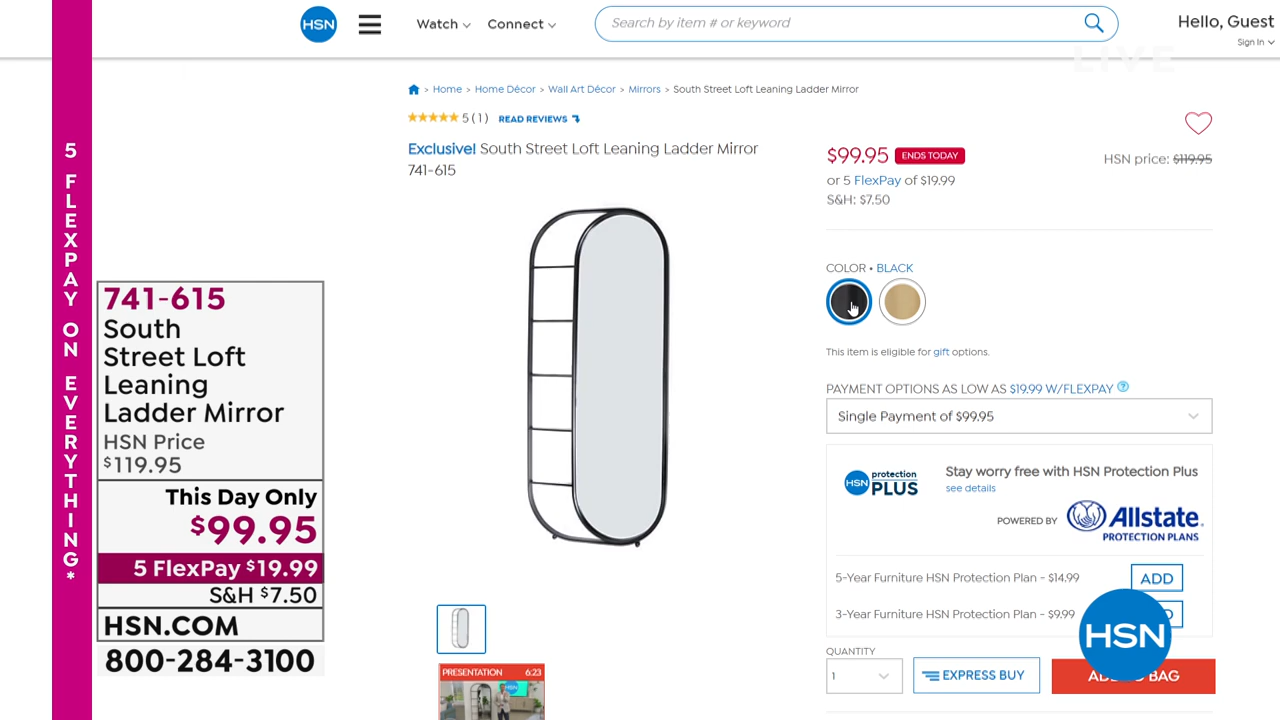 5 FLEXPAY ON EVERYTHING*
741-615
South
Street Loft
Leaning
Ladder Mirror
HSN Price
$119.95
This Day Only
$99.95
5 FlexPay $19.99
S&H $7.50
HSN.COM
800-284-3100
HSN
Watch
Connect
Search by item # or keyword
Hello, Guest
Sign In
LIVE
> Home > Home Décor > Wall Art Décor > Mirrors > South Street Loft Leaning Ladder Mirror
5 (1) READ REVIEWS
Exclusive! South Street Loft Leaning Ladder Mirror
741-615
$99.95 ENDS TODAY
HSN price: $119.95
or 5 FlexPay of $19.99
S&H: $7.50
COLOR • BLACK
This item is eligible for gift options.
PAYMENT OPTIONS AS LOW AS $19.99 W/FLEXPAY ?
Single Payment of $99.95
HSN protection PLUS
Stay worry free with HSN Protection Plus
see details
POWERED BY Allstate.
PROTECTION PLANS
5-Year Furniture HSN Protection Plan - $14.99 ADD
3-Year Furniture HSN Protection Plan - $9.99
HSN
QUANTITY
1
EXPRESS BUY
BAG
PRESENTATION 6:23
HSN